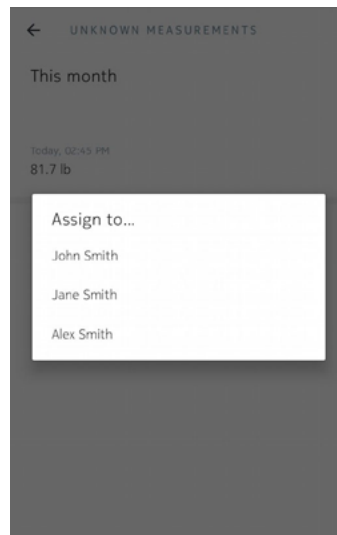 UNKNOWN MEASUREMENTS
This month
Today, 02:45 PM
81.7 lb
Assign to...
John Smith
Jane Smith
Alex Smith